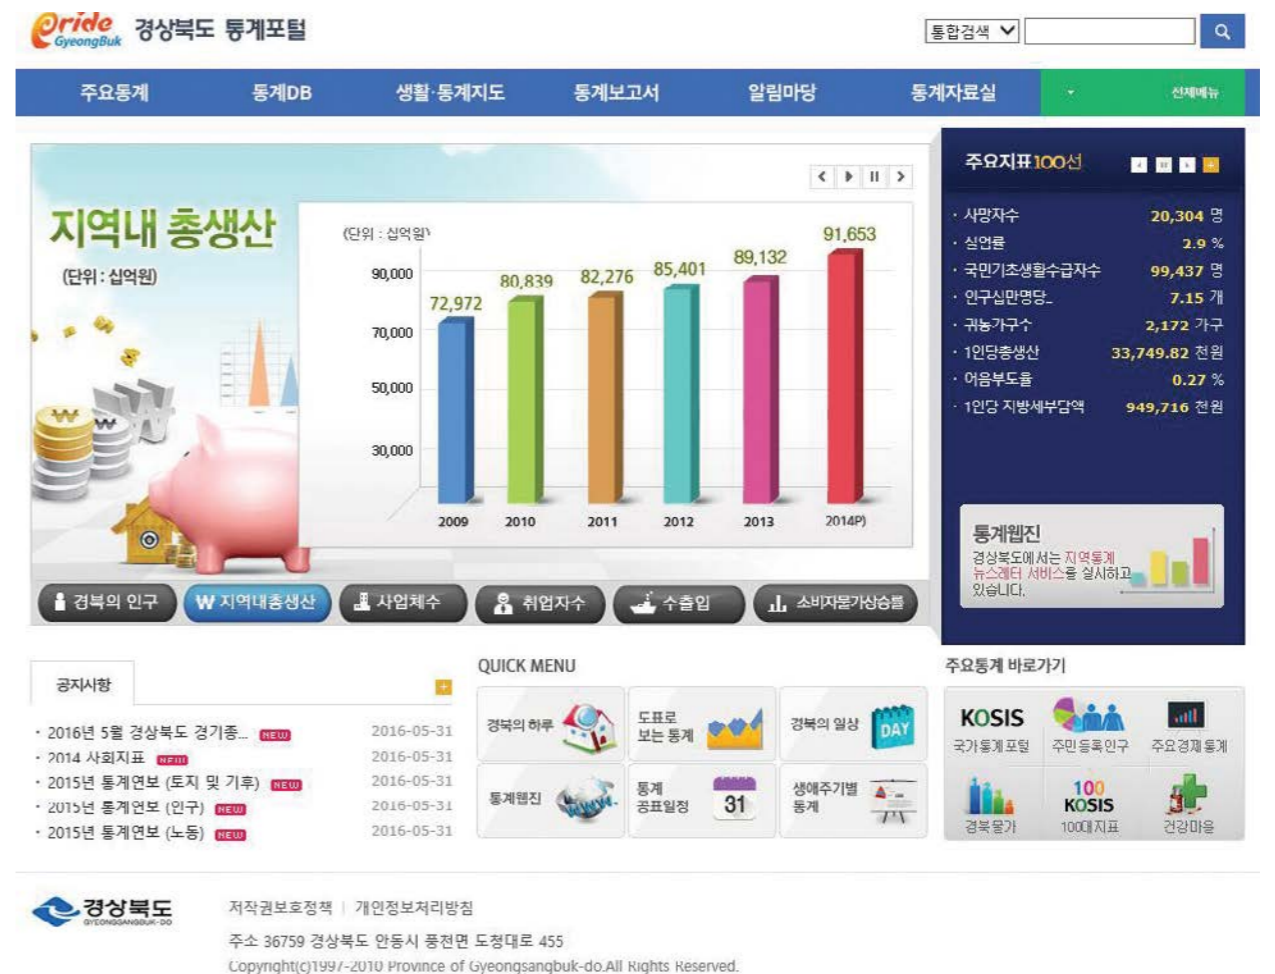 Pride GyeongBuk 경상북도 통계포털
통합검색
주요통계 통계DB 생활·통계지도 통계보고서 알림마당 통계자료실 전체메뉴
지역내 총생산
(단위 : 십억원)
(단위 : 십억원)
90,000
70,000
50,000
30,000
72,972 80,839 82,276 85,401 89,132 91,653
2009 2010 2011 2012 2013 2014P)
경북의 인구 ₩ 지역내총생산 사업체수 취업자수 수출입 소비자물가상승률
주요지표100선
· 사망자수 20,304 명
· 실업률 2.9 %
· 국민기초생활수급자수 99,437 명
· 인구십만명당_ 7.15 개
· 귀농가구수 2,172 가구
· 1인당총생산 33,749.82 천원
· 어음부도율 0.27 %
· 1인당 지방세부담액 949,716 천원
통계웹진
경상북도에서는 지역통계
뉴스레터 서비스를 실시하고
있습니다.
공지사항
· 2016년 5월 경상북도 경기종... NEW 2016-05-31
· 2014 사회지표 NEW 2016-05-31
· 2015년 통계연보 (토지 및 기후) NEW 2016-05-31
· 2015년 통계연보 (인구) NEW 2016-05-31
· 2015년 통계연보 (노동) NEW 2016-05-31
QUICK MENU
경북의 하루
도표로
보는 통계
경북의 일상
DAY
통계웹진
WWW.
통계
공표일정
31
생애주기별
통계
주요통계 바로가기
KOSIS
국가통계포털 주민등록인구 주요경제통계
100
KOSIS
경북물가 100대지표 건강마을
경상북도
GYEONGSANGBUK-DO
저작권보호정책 | 개인정보처리방침
주소 36759 경상북도 안동시 풍천면 도청대로 455
Copyright(c)1997-2010 Province of Gyeongsangbuk-do.All Rights Reserved.